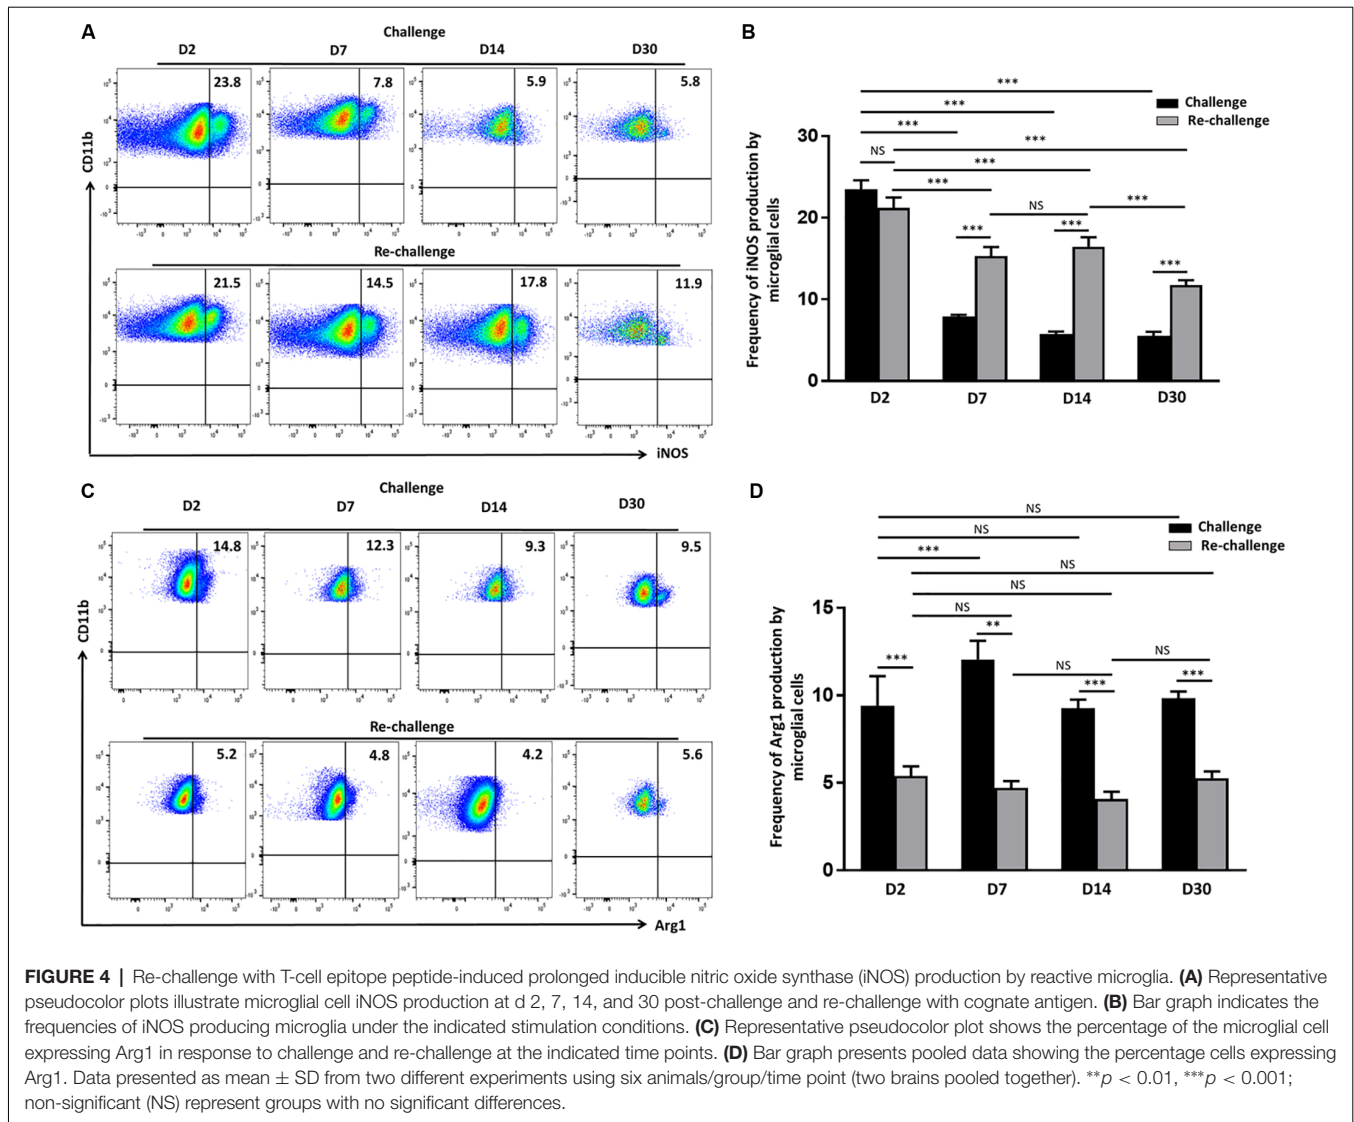 A
Challenge
D2 D7 D14 D30
23.8 7.8 5.9 5.8
CD11b
Re-challenge
21.5 14.5 17.8 11.9
iNOS
B
***
***
***
NS
***
***
***
NS
***
***
***
***
Challenge
Re-challenge
Frequency of iNOS production by
microglial cells
30
20
10
0
D2 D7 D14 D30
C
Challenge
D2 D7 D14 D30
14.8 12.3 9.3 9.5
CD11b
Re-challenge
5.2 4.8 4.2 5.6
Arg1
D
NS
NS
***
NS
NS
NS
**
NS
NS
***
***
***
Challenge
Re-challenge
Frequency of Arg1 production by
microglial cells
15
10
5
0
D2 D7 D14 D30
FIGURE 4 | Re-challenge with T-cell epitope peptide-induced prolonged inducible nitric oxide synthase (iNOS) production by reactive microglia. (A) Representative
pseudocolor plots illustrate microglial cell iNOS production at d 2, 7, 14, and 30 post-challenge and re-challenge with cognate antigen. (B) Bar graph indicates the
frequencies of iNOS producing microglia under the indicated stimulation conditions. (C) Representative pseudocolor plot shows the percentage of the microglial cell
expressing Arg1 in response to challenge and re-challenge at the indicated time points. (D) Bar graph presents pooled data showing the percentage cells expressing
Arg1. Data presented as mean ± SD from two different experiments using six animals/group/time point (two brains pooled together). **p < 0.01, ***p < 0.001;
non-significant (NS) represent groups with no significant differences.